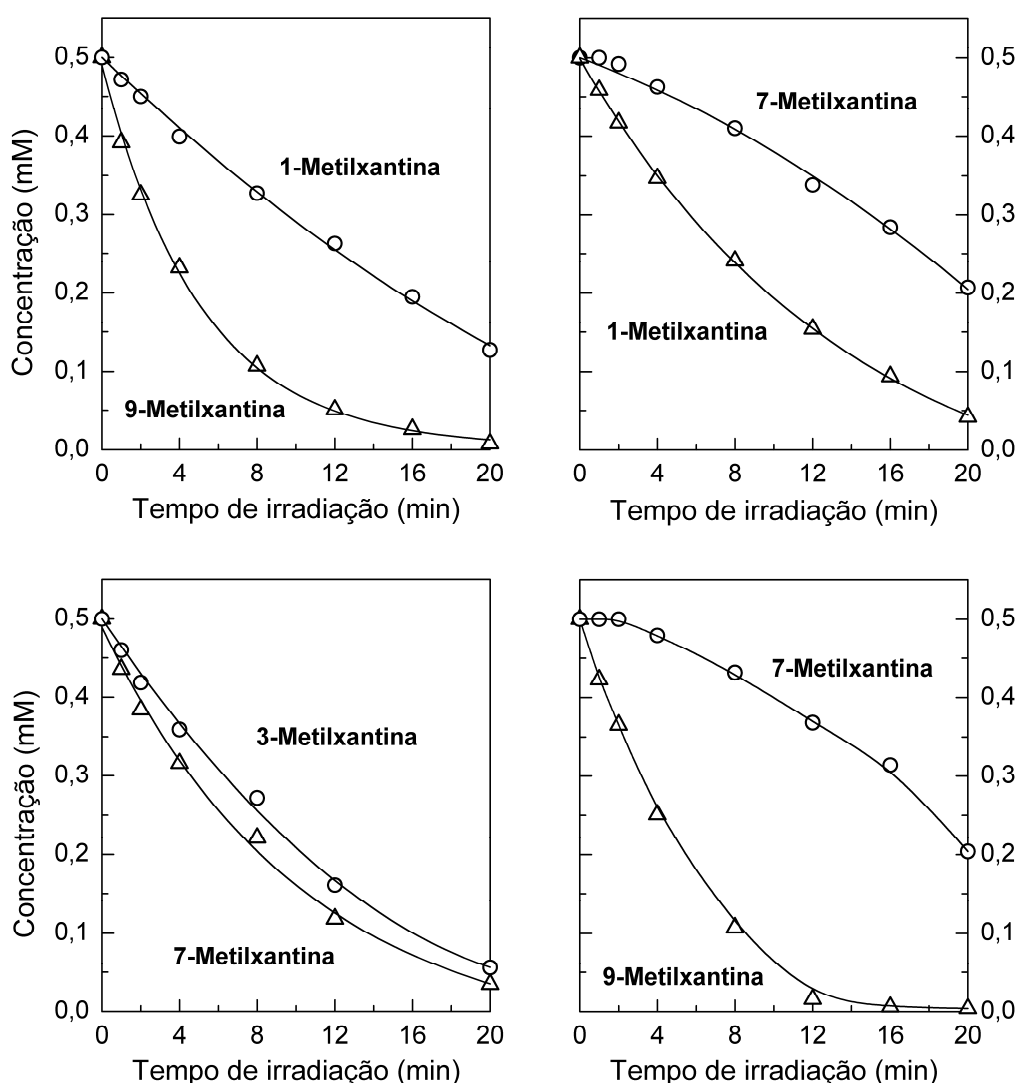 0,5
0,4
0,3
0,2
0,1
0,0
Concentração (mM)
1-Metilxantina
9-Metilxantina
0 4 8 12 16 20
Tempo de irradiação (min)
7-Metilxantina
1-Metilxantina
0,5
0,4
0,3
0,2
0,1
0,0
0 4 8 12 16 20
Tempo de irradiação (min)
0,5
0,4
0,3
0,2
0,1
0,0
Concentração (mM)
3-Metilxantina
7-Metilxantina
0 4 8 12 16 20
Tempo de irradiação (min)
7-Metilxantina
9-Metilxantina
0,5
0,4
0,3
0,2
0,1
0,0
0 4 8 12 16 20
Tempo de irradiação (min)